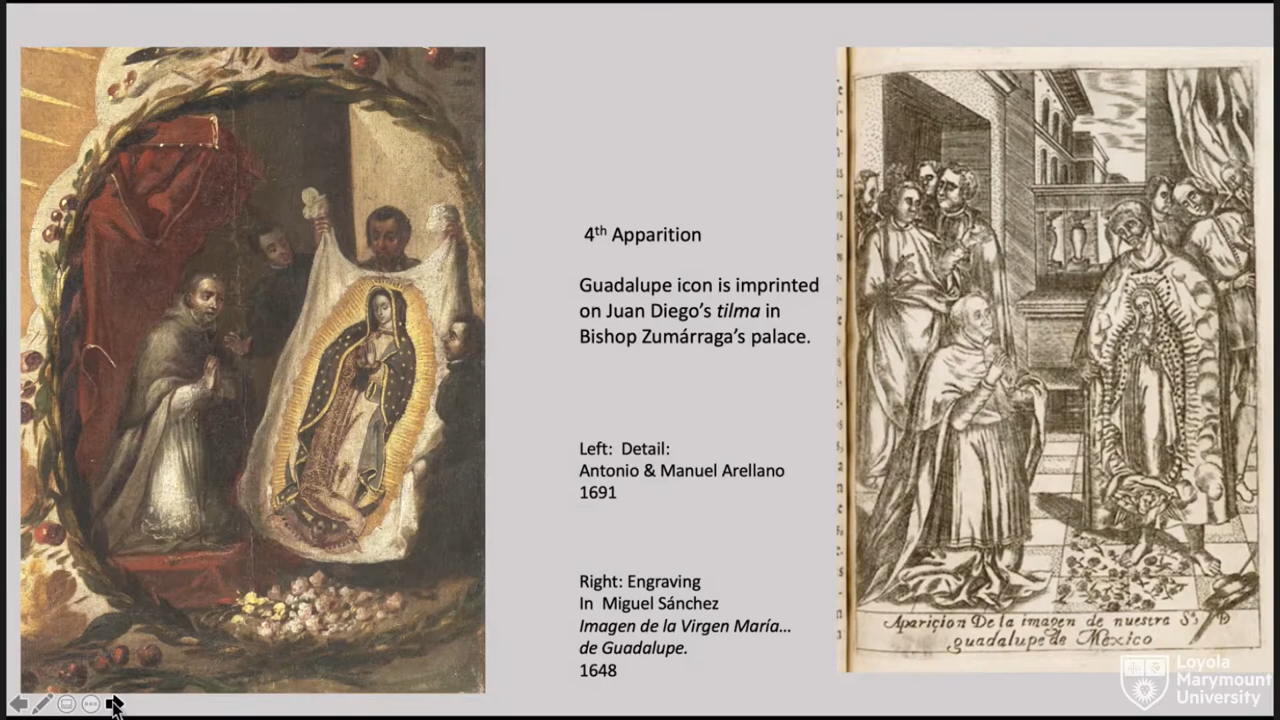 4th Apparition
Guadalupe icon is imprinted
on Juan Diego's tilma in
Bishop Zumárraga's palace.
Left: Detail:
Antonio & Manuel Arellano
1691
Right: Engraving
In Miguel Sánchez
Imagen de la Virgen María...
de Guadalupe.
1648
Apariçion De la imagen de nuestra Sª D
guadalupe de Mexico
Loyola
Marymount
University